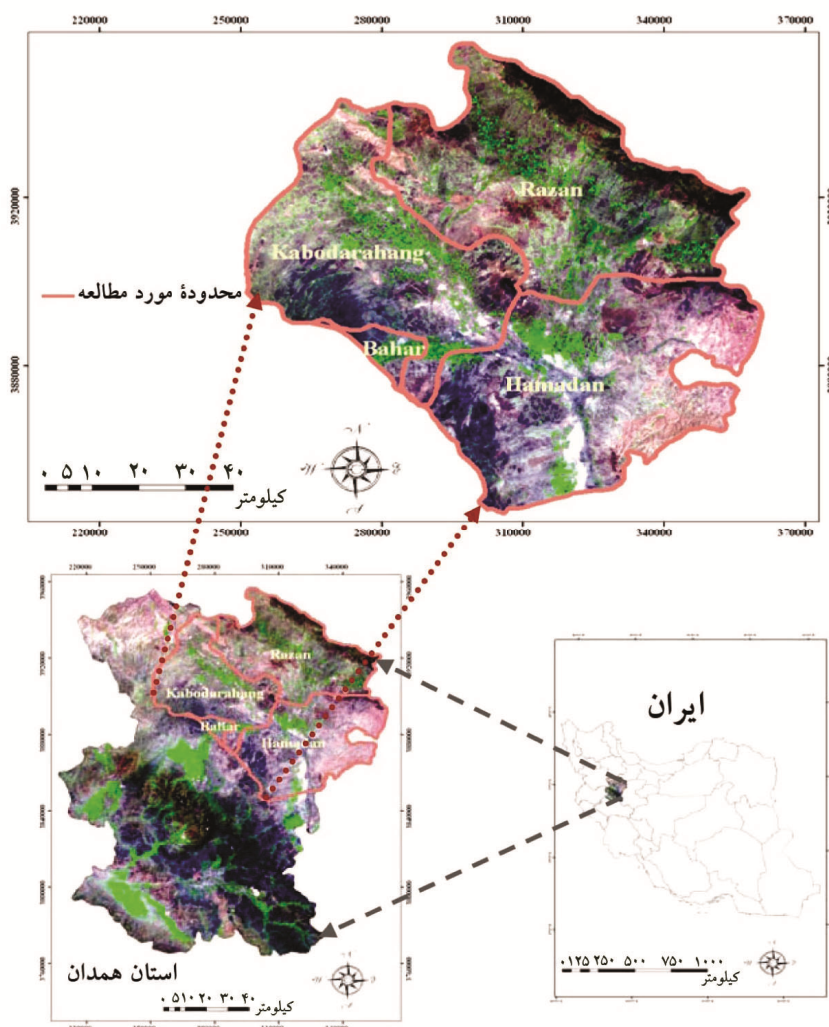 220000 250000 280000 310000 340000 370000
3920000
3880000
Razan
Kabodarahang
Bahar
Hamadan
محدودهٔ مورد مطالعه
۰ ۵ ۱۰ ۲۰ ۳۰ ۴۰
کیلومتر
220000 250000 280000 310000 340000 370000
Razan
Kabodarahang
Bahar
Hamadan
استان همدان
۰ ۵ ۱۰ ۲۰ ۳۰ ۴۰
کیلومتر
ایران
۰ ۱۲۵ ۲۵۰ ۵۰۰ ۷۵۰ ۱۰۰۰
کیلومتر